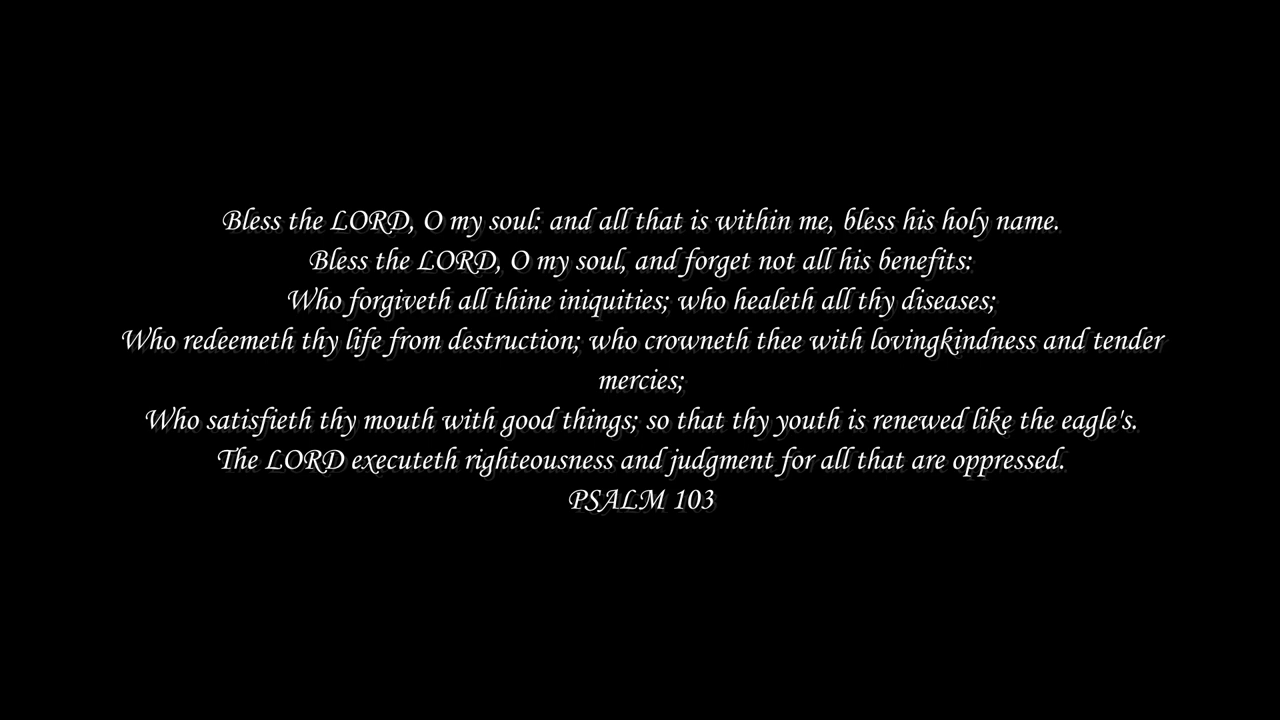 Bless the LORD, O my soul: and all that is within me, bless his holy name.
Bless the LORD, O my soul, and forget not all his benefits:
Who forgiveth all thine iniquities; who healeth all thy diseases;
Who redeemeth thy life from destruction; who crowneth thee with lovingkindness and tender
mercies;
Who satisfieth thy mouth with good things; so that thy youth is renewed like the eagle's.
The LORD executeth righteousness and judgment for all that are oppressed.
PSALM 103